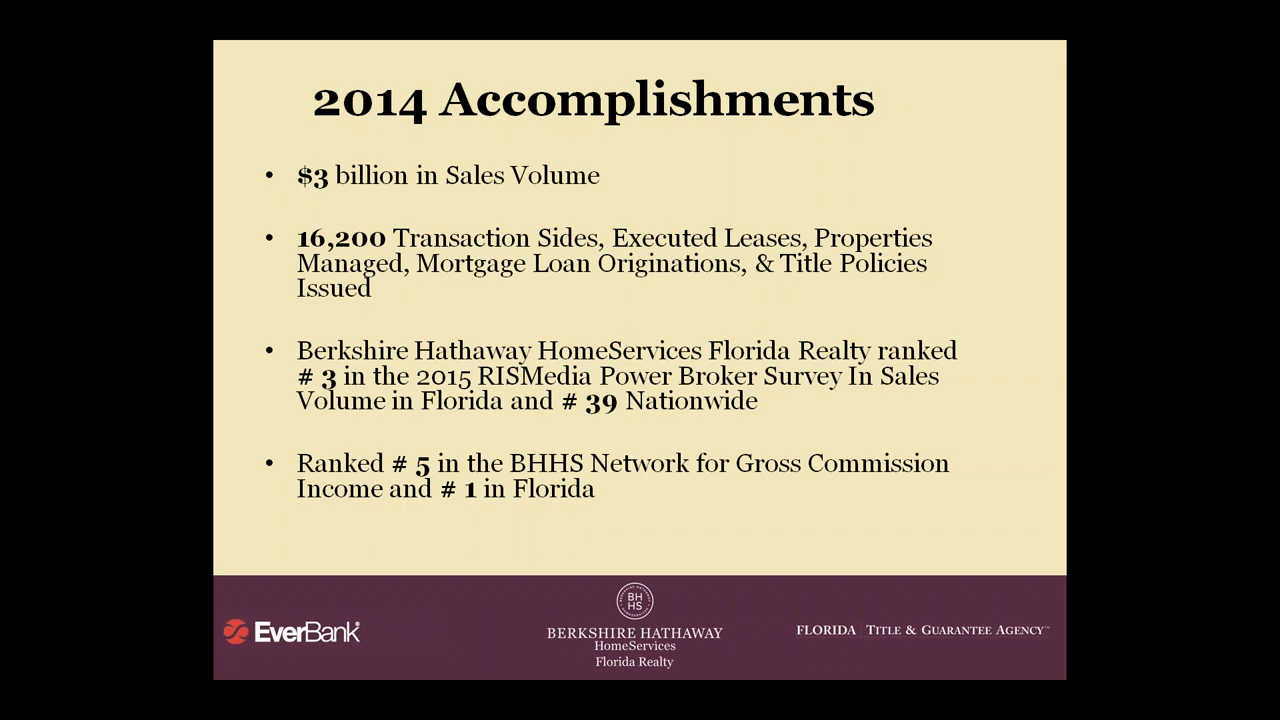 2014 Accomplishments
• $3 billion in Sales Volume
• 16,200 Transaction Sides, Executed Leases, Properties
Managed, Mortgage Loan Originations, & Title Policies
Issued
• Berkshire Hathaway HomeServices Florida Realty ranked
# 3 in the 2015 RISMedia Power Broker Survey In Sales
Volume in Florida and # 39 Nationwide
• Ranked # 5 in the BHHS Network for Gross Commission
Income and # 1 in Florida
EverBank®
BH
HS
BERKSHIRE HATHAWAY
HomeServices
Florida Realty
FLORIDA | TITLE & GUARANTEE AGENCY™